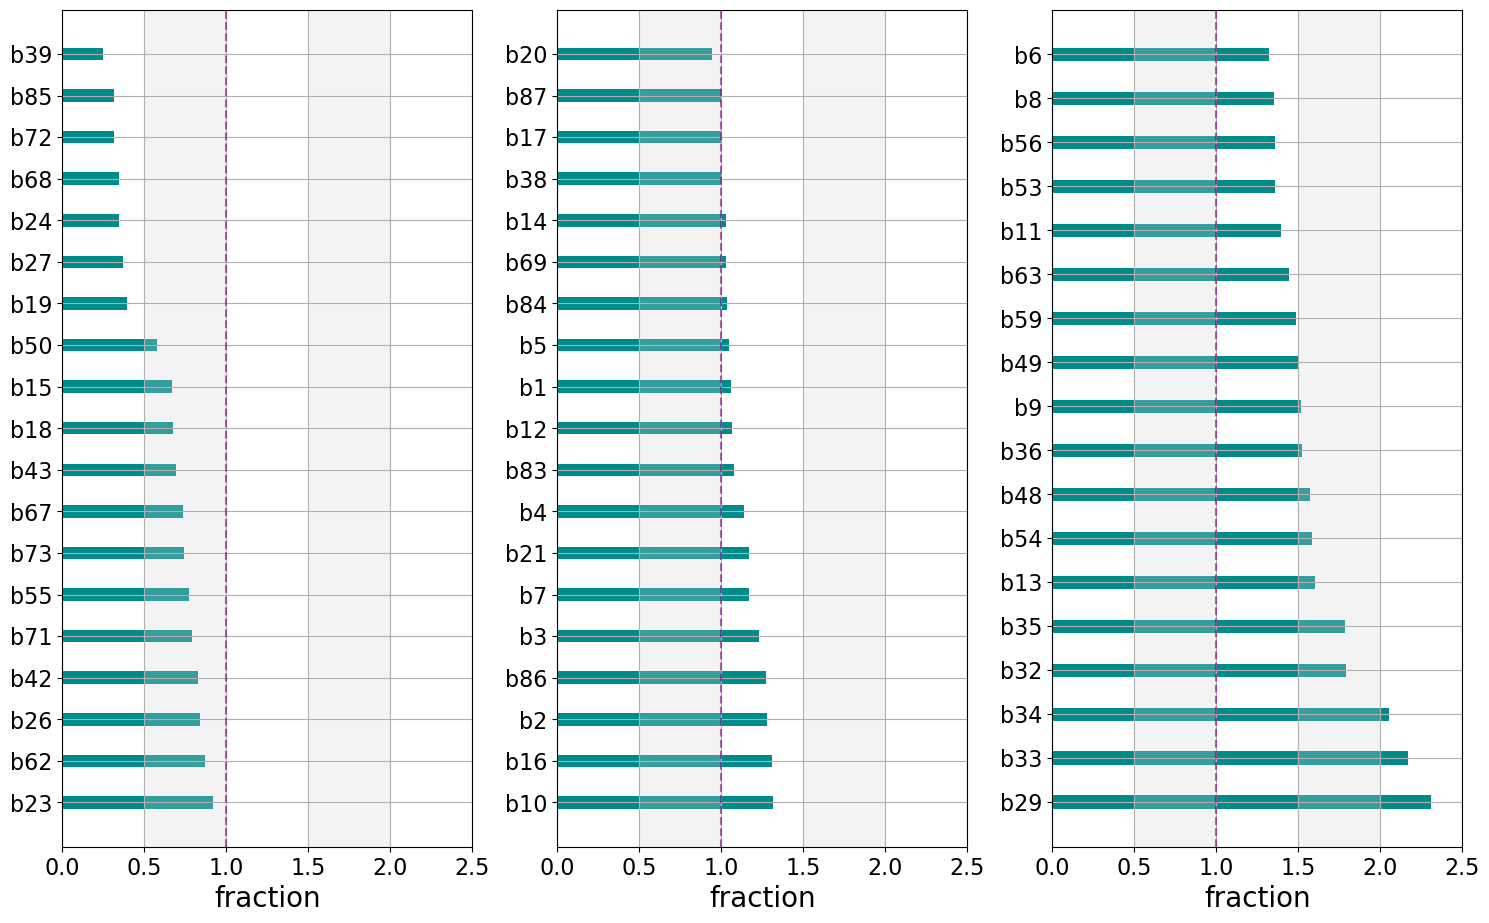 b39
b85
b72
b68
b24
b27
b19
b50
b15
b18
b43
b67
b73
b55
b71
b42
b26
b62
b23
0.0 0.5 1.0 1.5 2.0 2.5
fraction
b20
b87
b17
b38
b14
b69
b84
b5
b1
b12
b83
b4
b21
b7
b3
b86
b2
b16
b10
0.0 0.5 1.0 1.5 2.0 2.5
fraction
b6
b8
b56
b53
b11
b63
b59
b49
b9
b36
b48
b54
b13
b35
b32
b34
b33
b29
0.0 0.5 1.0 1.5 2.0 2.5
fraction